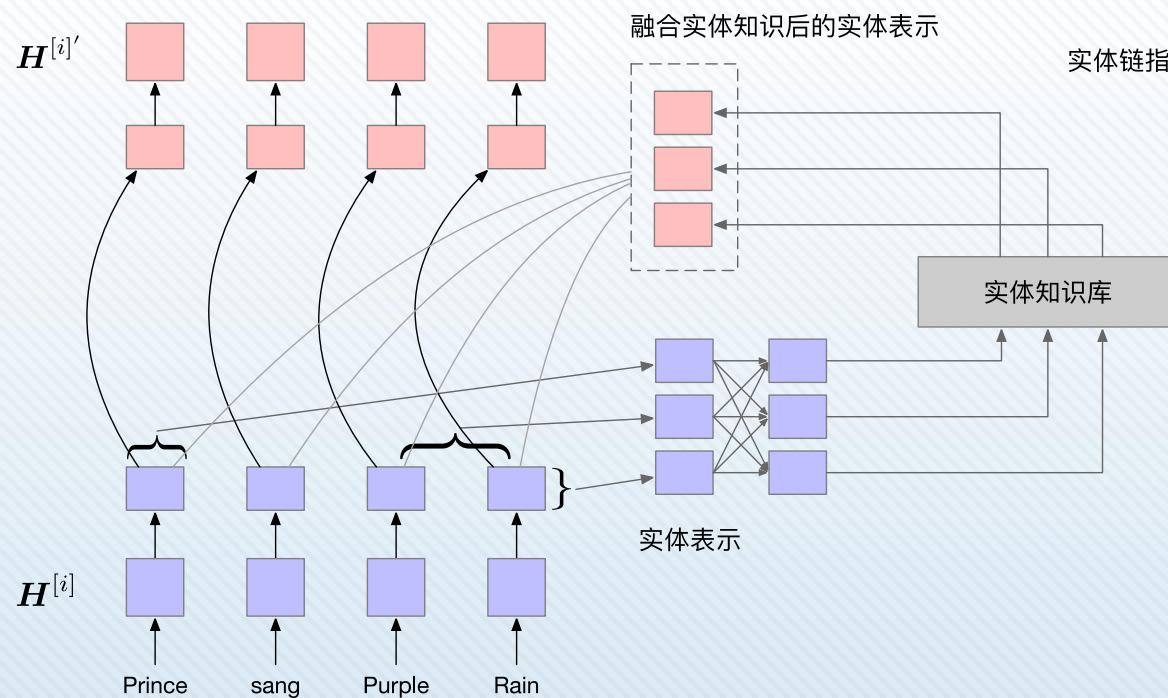 H^{[i]'}
融合实体知识后的实体表示
实体链指
实体知识库
实体表示
H^{[i]}
Prince sang Purple Rain